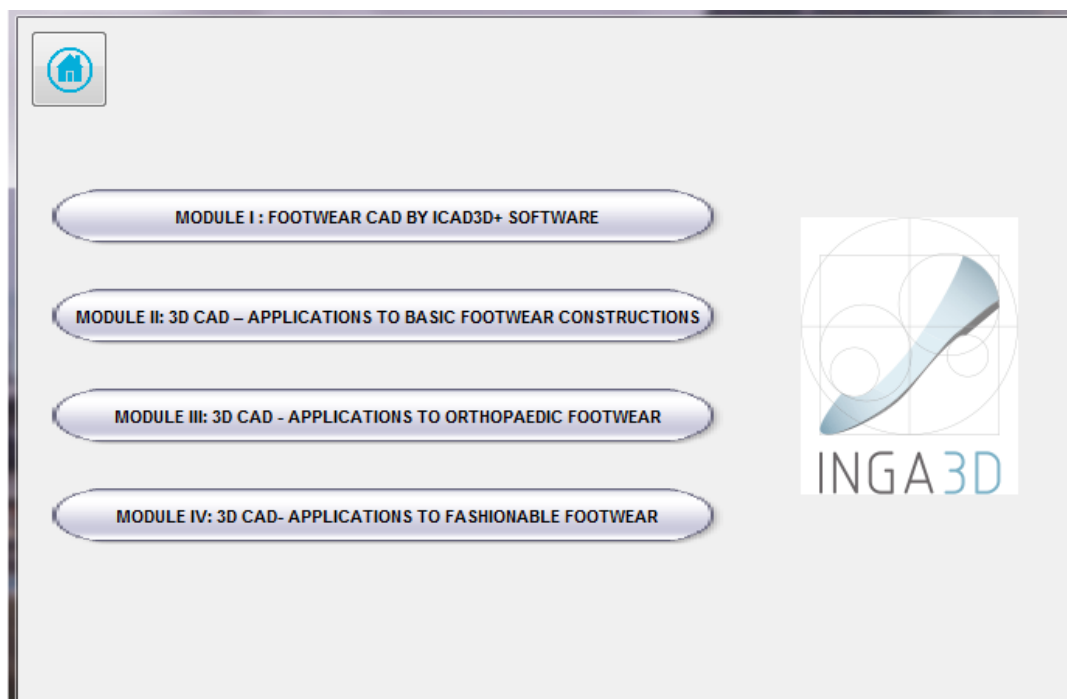 MODULE I : FOOTWEAR CAD BY ICAD3D+ SOFTWARE
MODULE II: 3D CAD – APPLICATIONS TO BASIC FOOTWEAR CONSTRUCTIONS
MODULE III: 3D CAD - APPLICATIONS TO ORTHOPAEDIC FOOTWEAR
MODULE IV: 3D CAD- APPLICATIONS TO FASHIONABLE FOOTWEAR
INGA3D